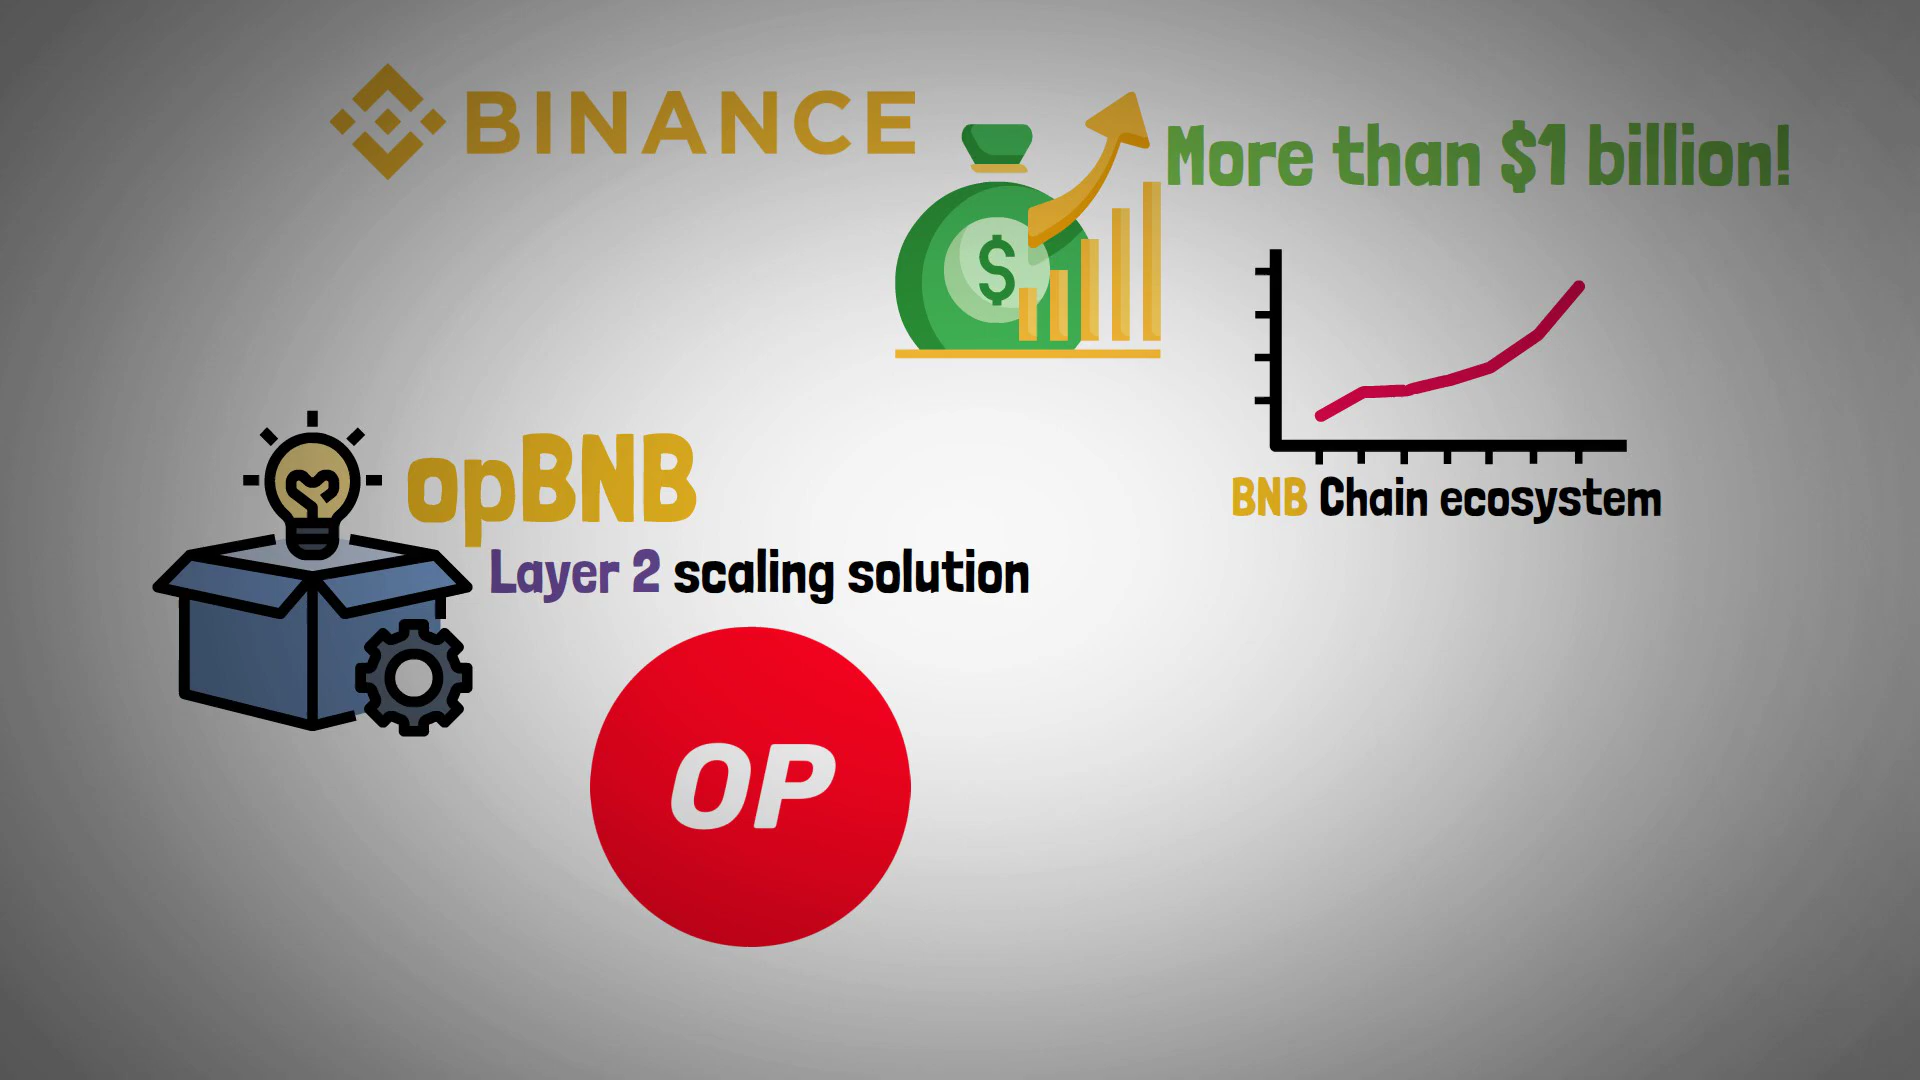 BINANCE
More than $1 billion!
$
BNB Chain ecosystem
opBNB
Layer 2 scaling solution
OP